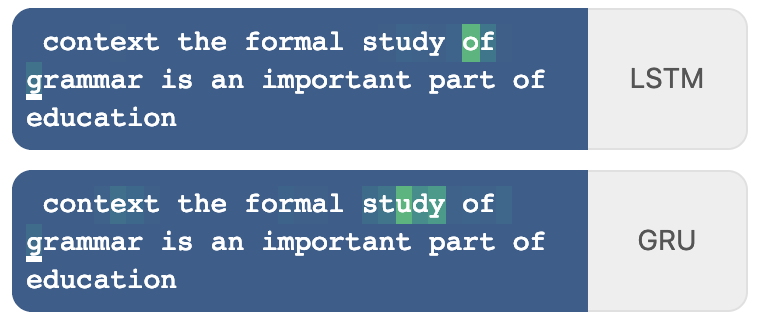 context the formal study of
grammar is an important part of
education
LSTM
context the formal study of
grammar is an important part of
education
GRU